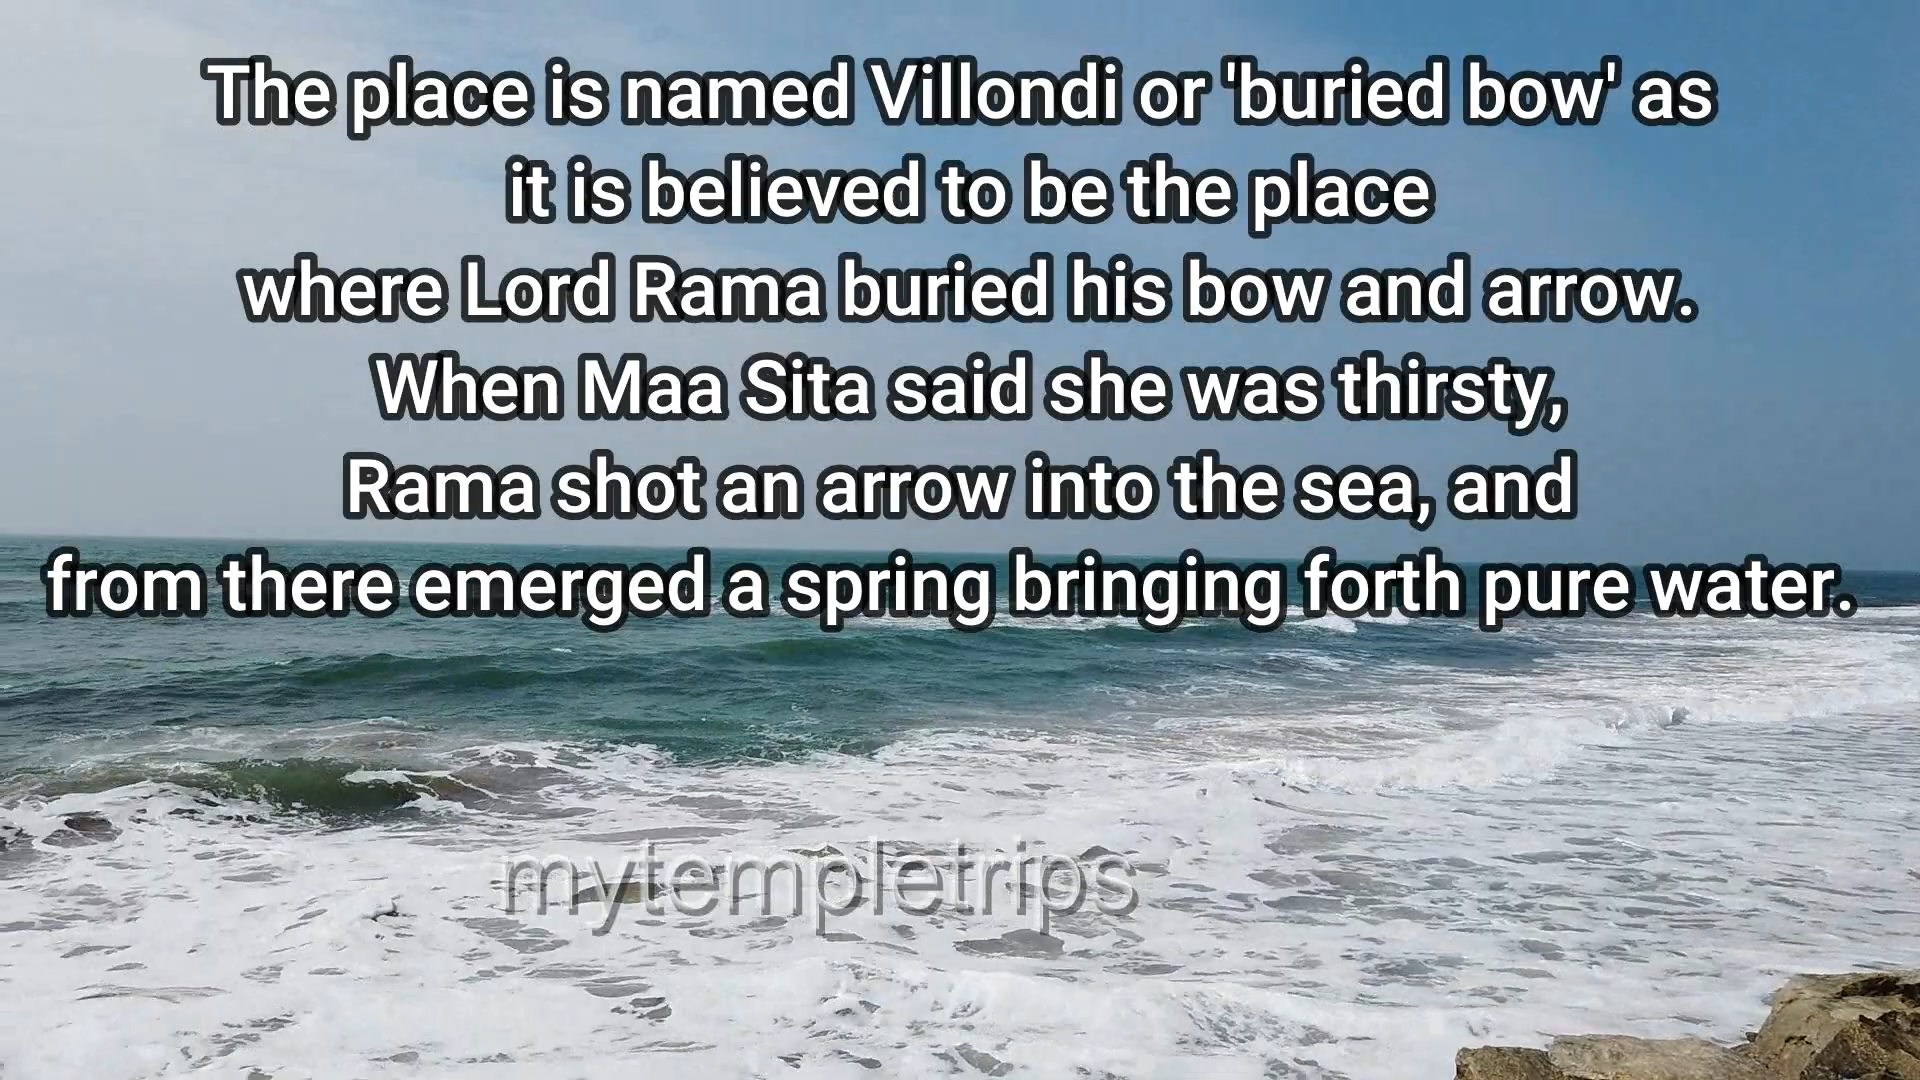 The place is named Villondi or 'buried bow' as
it is believed to be the place
where Lord Rama buried his bow and arrow.
When Maa Sita said she was thirsty,
Rama shot an arrow into the sea, and
from there emerged a spring bringing forth pure water.
mytempletrips